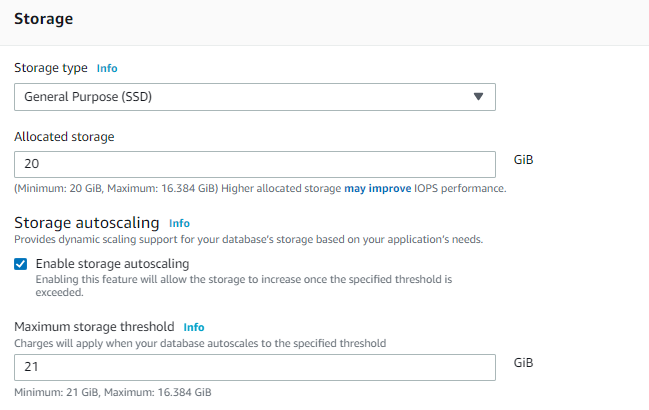 Storage
Storage type Info
General Purpose (SSD)
Allocated storage
20 GiB
(Minimum: 20 GiB, Maximum: 16.384 GiB) Higher allocated storage may improve IOPS performance.
Storage autoscaling Info
Provides dynamic scaling support for your database's storage based on your application's needs.
Enable storage autoscaling
Enabling this feature will allow the storage to increase once the specified threshold is
exceeded.
Maximum storage threshold Info
Charges will apply when your database autoscales to the specified threshold
21 GiB
Minimum: 21 GiB, Maximum: 16.384 GiB